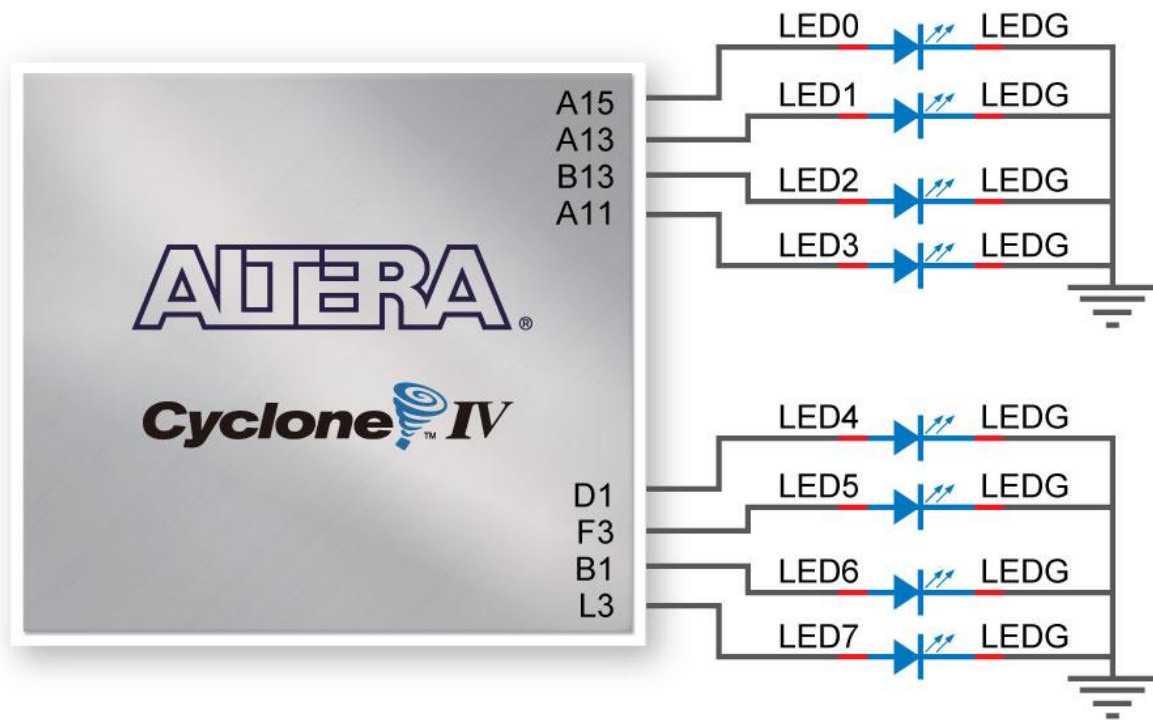 LED0 LEDG
A15
LED1 LEDG
A13
B13
LED2 LEDG
A11
LED3 LEDG
ALTERA®
Cyclone™ IV
LED4 LEDG
D1
LED5 LEDG
F3
B1
LED6 LEDG
L3
LED7 LEDG